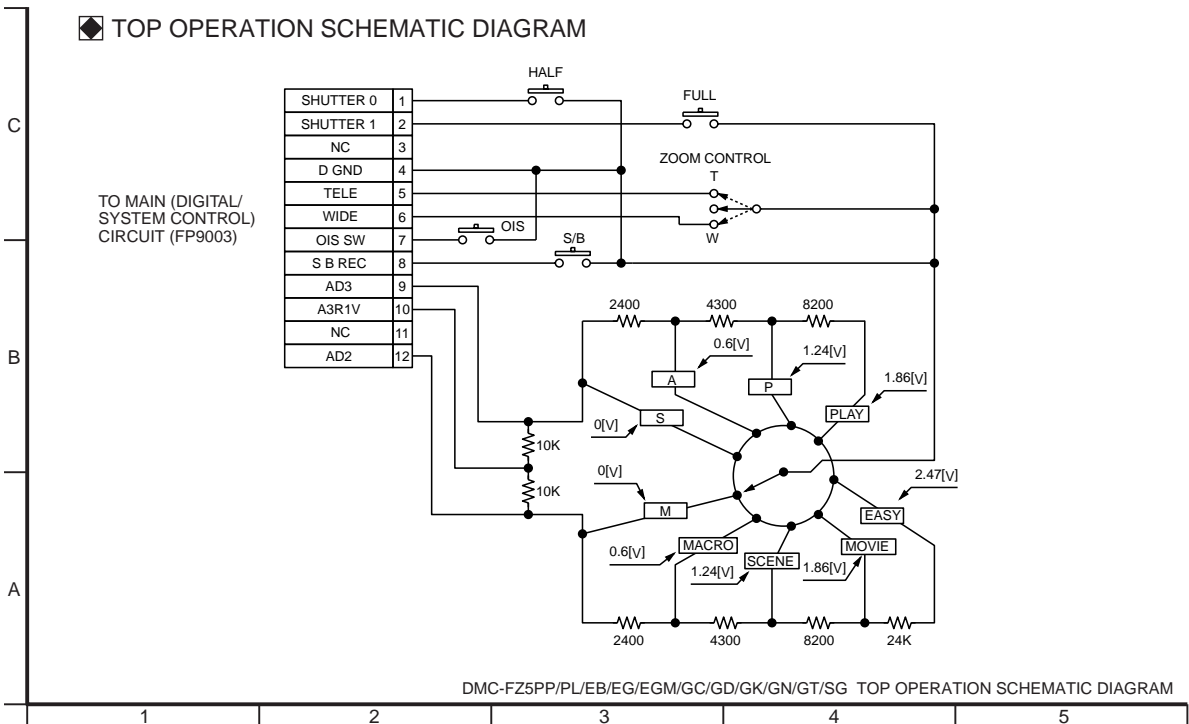 TOP OPERATION SCHEMATIC DIAGRAM
HALF
FULL
C
SHUTTER 0 1
SHUTTER 1 2
NC 3
D GND 4
TELE 5
WIDE 6
OIS SW 7
S B REC 8
AD3 9
A3R1V 10
NC 11
AD2 12
TO MAIN (DIGITAL/
SYSTEM CONTROL)
CIRCUIT (FP9003)
ZOOM CONTROL
T
W
OIS
S/B
B
2400 4300 8200
0.6[V]
1.24[V]
1.86[V]
A
P
PLAY
S
0[V]
10K
0[V]
2.47[V]
10K
M
EASY
MACRO
MOVIE
SCENE
0.6[V]
1.24[V]
1.86[V]
A
2400 4300 8200 24K
DMC-FZ5PP/PL/EB/EG/EGM/GC/GD/GK/GN/GT/SG TOP OPERATION SCHEMATIC DIAGRAM
1 2 3 4 5